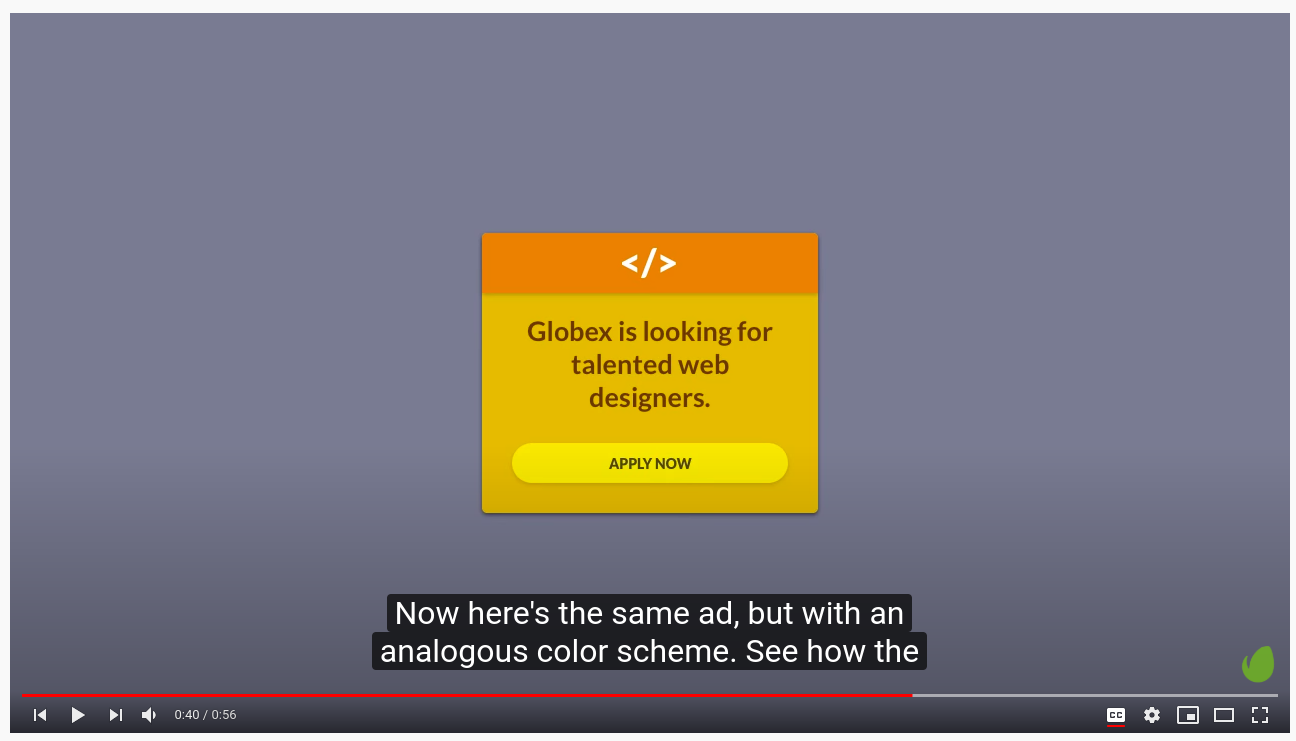 </>
Globex is looking for
talented web
designers.
APPLY NOW
Now here's the same ad, but with an
analogous color scheme. See how the
0:40 / 0:56
CC